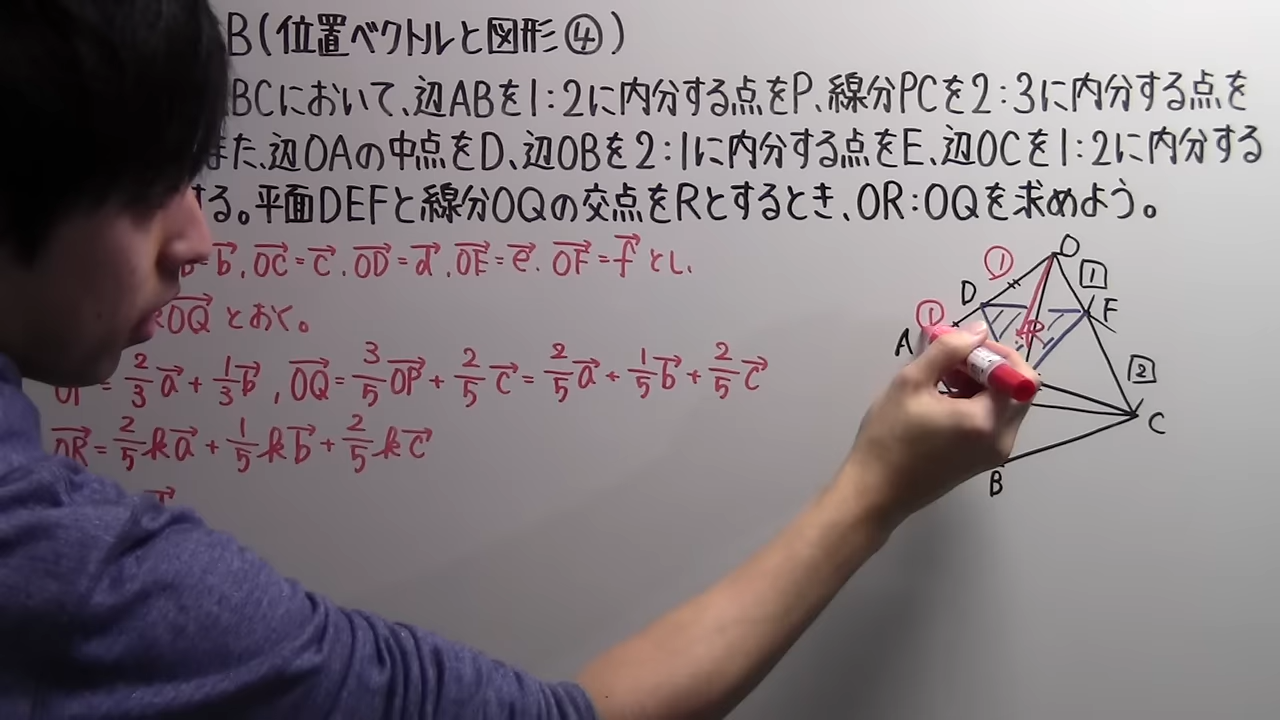 B(位置ベクトルと図形④)
BCにおいて、辺ABを1:2に内分する点をP、線分PCを2:3に内分する点を
また、辺OAの中点をD、辺OBを2:1に内分する点をE、辺OCを1:2に内分する
する。平面DEFと線分OQの交点をRとするとき、OR:OQを求めよう。
b⃗, OC⃗=c⃗, OD⃗=d⃗, OE⃗=e⃗, OF⃗=f⃗ とし、
OQ⃗ とおく。
OP⃗ = 2/3 a⃗ + 1/3 b⃗, OQ⃗ = 3/5 OP⃗ + 2/5 c⃗ = 2/5 a⃗ + 1/5 b⃗ + 2/5 c⃗
OR⃗ = 2/5 k a⃗ + 1/5 k b⃗ + 2/5 k c⃗
O
①
1
D
F
①
R
A
2
C
B